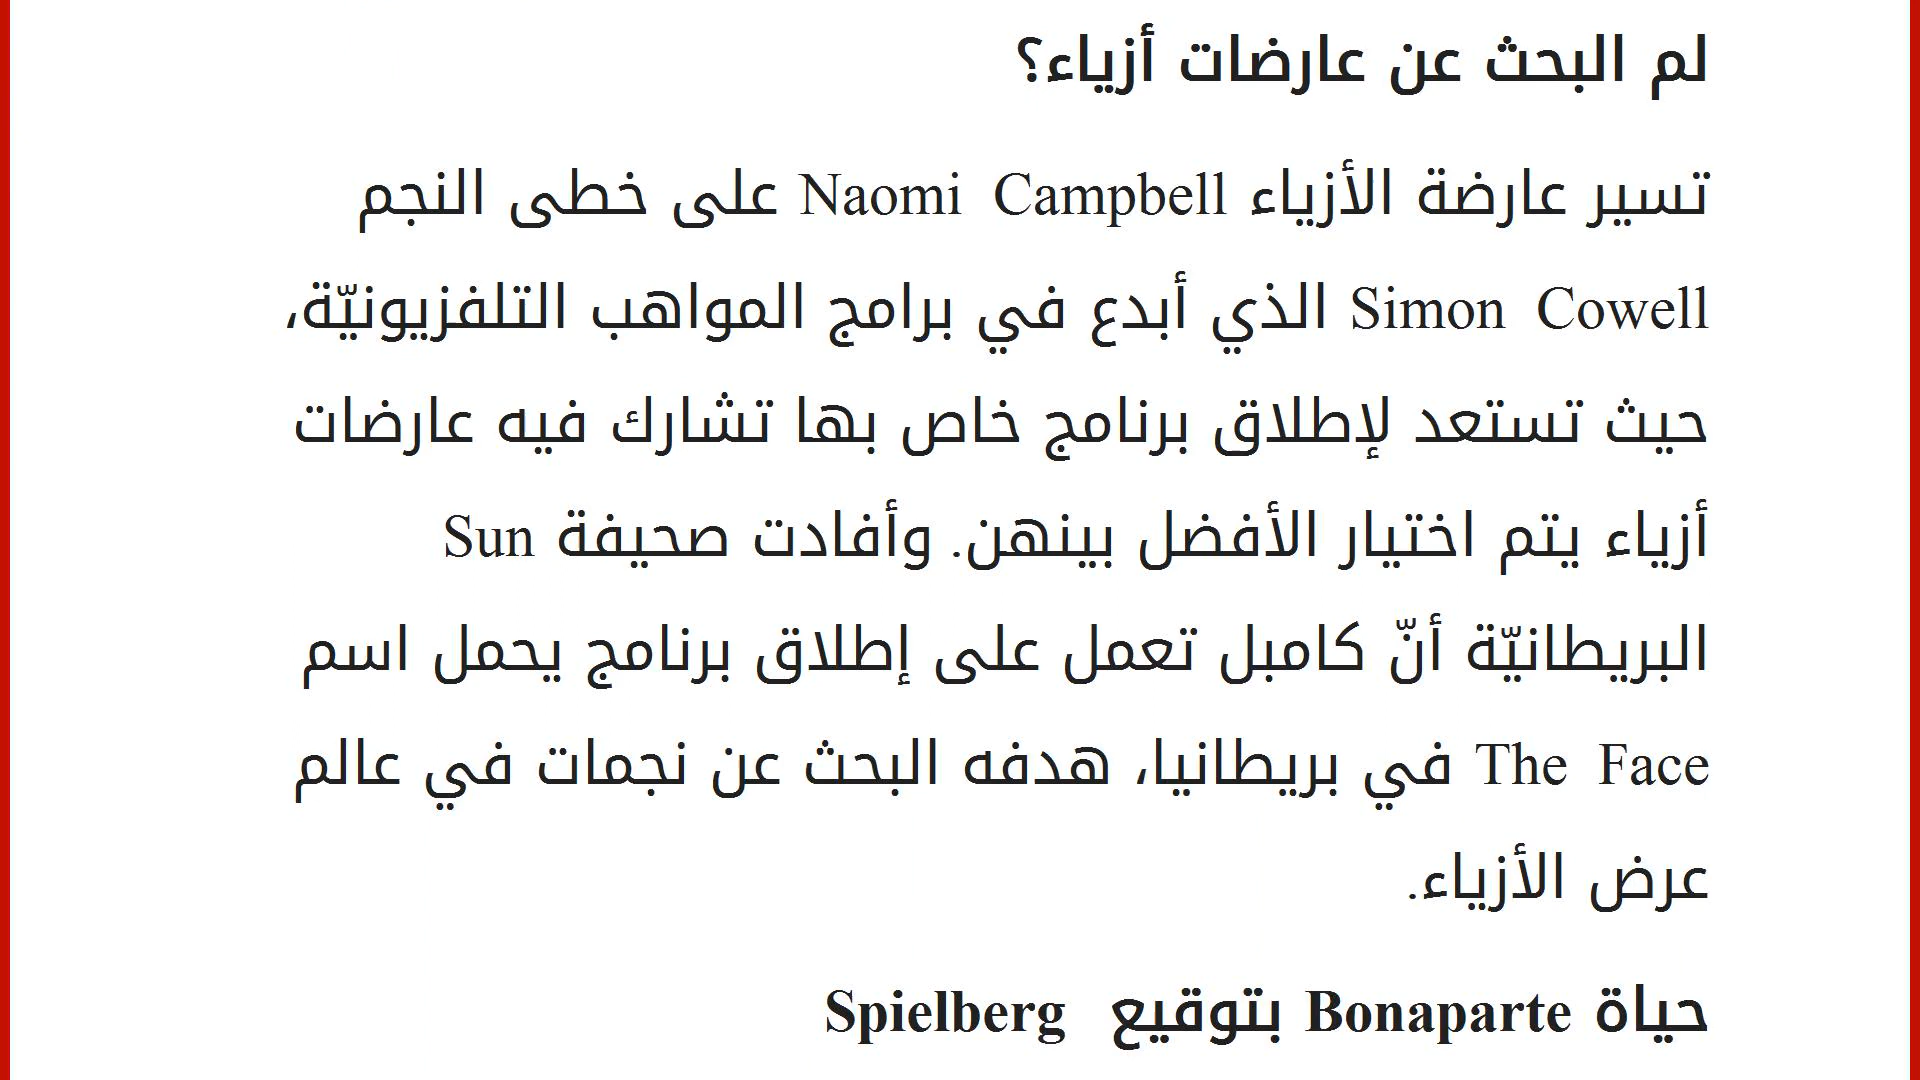 لم البحث عن عارضات أزياء؟
تسير عارضة الأزياء Naomi Campbell على خطى النجم
Simon Cowell الذي أبدع في برامج المواهب التلفزيونيّة،
حيث تستعد لإطلاق برنامج خاص بها تشارك فيه عارضات
أزياء يتم اختيار الأفضل بينهن. وأفادت صحيفة Sun
البريطانيّة أنّ كامبل تعمل على إطلاق برنامج يحمل اسم
The Face في بريطانيا، هدفه البحث عن نجمات في عالم
عرض الأزياء.
حياة Bonaparte بتوقيع Spielberg